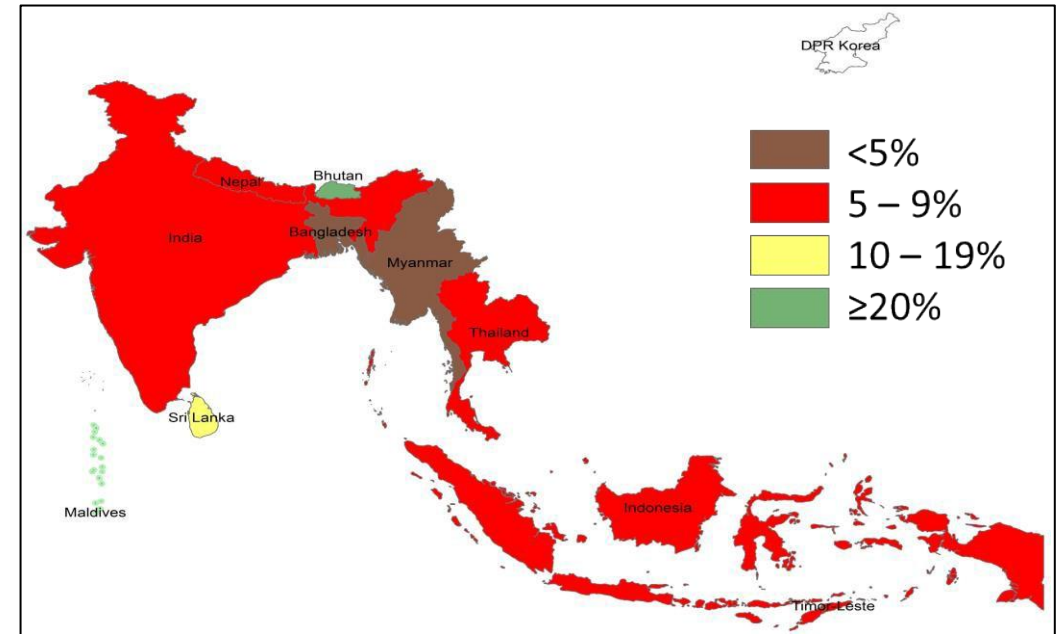 DPR Korea
<5%
5 – 9%
10 – 19%
≥20%
Bhutan
Nepal
India
Bangladesh
Myanmar
Thailand
Sri Lanka
Maldives
Indonesia
Timor-Leste